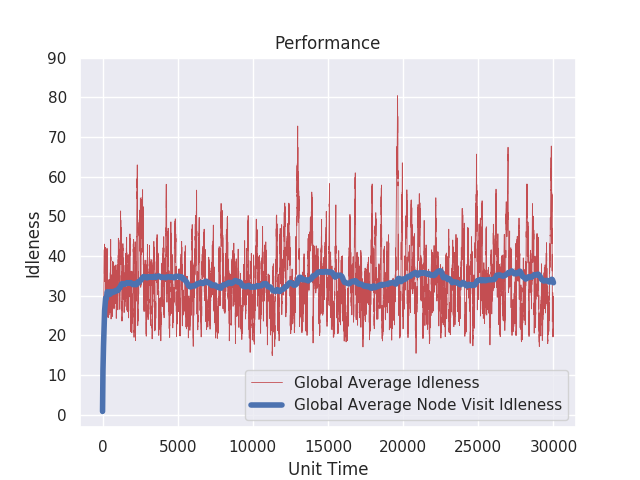 Performance
90
80
70
60
50
40
30
20
10
0
Idleness
Global Average Idleness
Global Average Node Visit Idleness
0 5000 10000 15000 20000 25000 30000
Unit Time